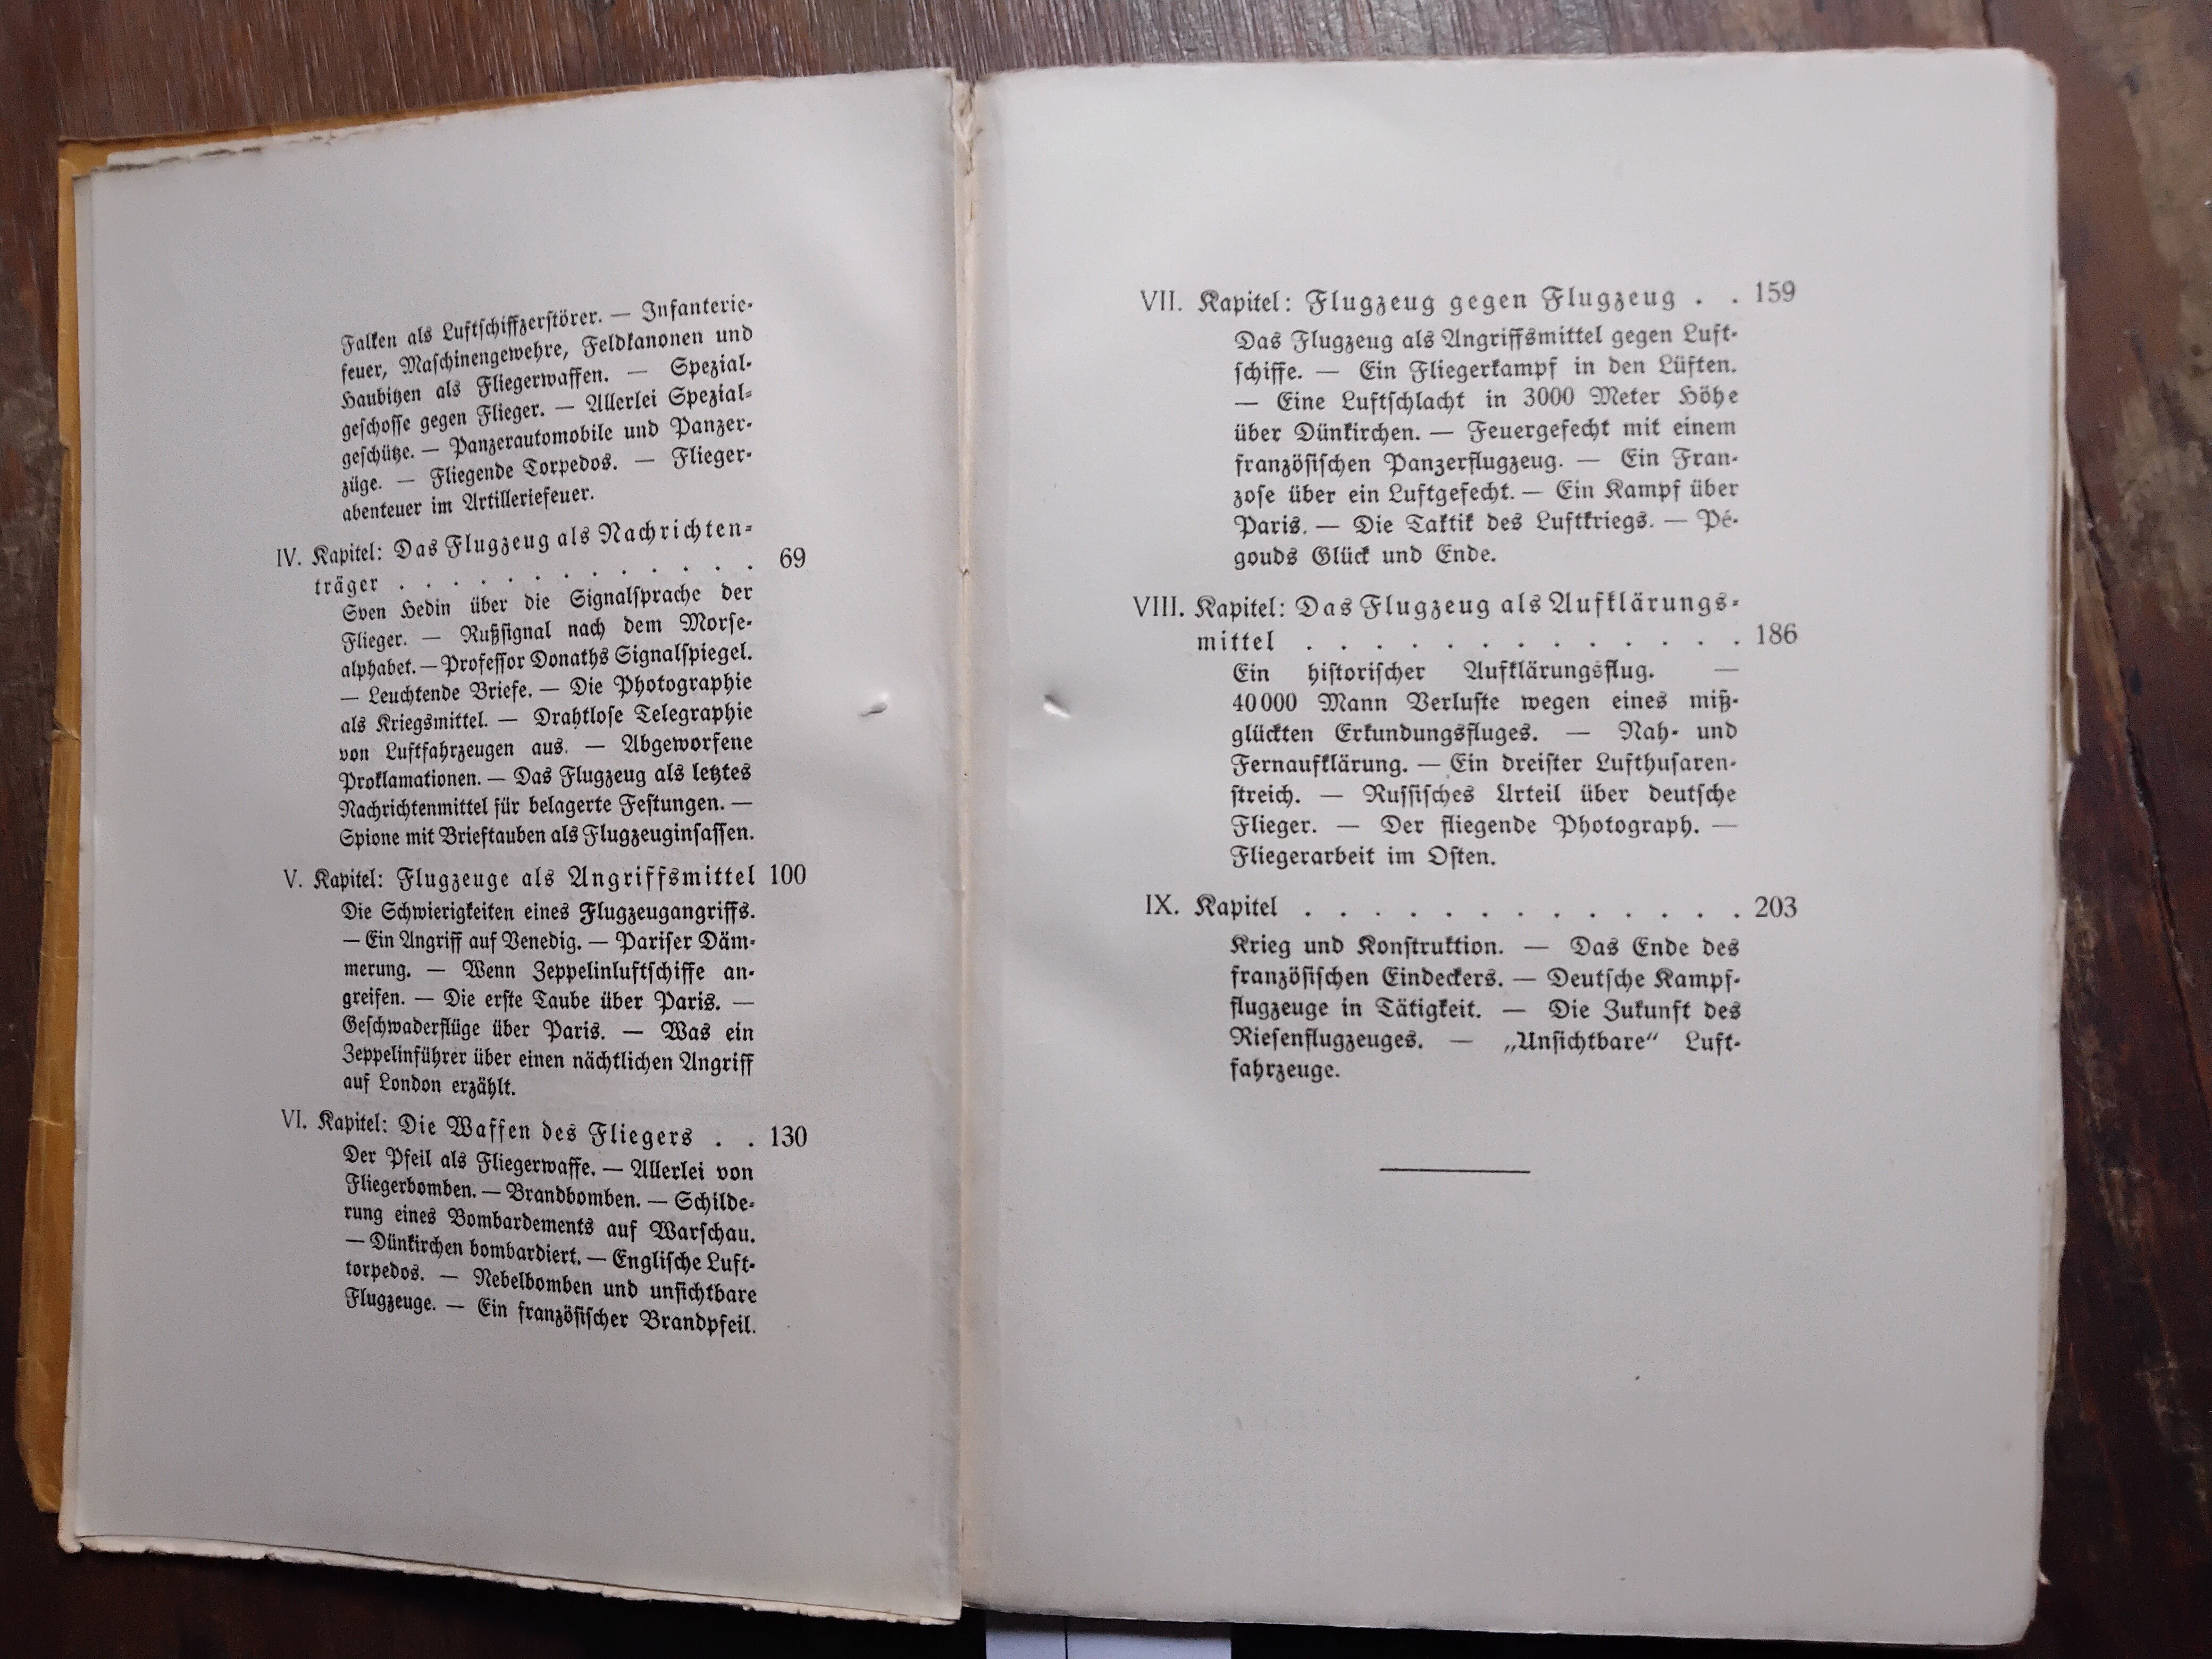 Falken als Luftschiffzerstörer. — Infanterie-
feuer, Maschinengewehre, Feldkanonen und
Haubitzen als Fliegerwaffen. — Spezial-
geschosse gegen Flieger. — Allerlei Spezial-
geschütze. — Panzerautomobile und Panzer-
züge. — Fliegende Torpedos. — Flieger-
abenteuer im Artilleriefeuer.
IV. Kapitel: Das Flugzeug als Nachrichten-
träger . . . . . . . . . . . . . 69
Sven Hedin über die Signalsprache der
Flieger. — Rußsignal nach dem Morse-
alphabet. — Professor Donaths Signalspiegel.
— Leuchtende Briefe. — Die Photographie
als Kriegsmittel. — Drahtlose Telegraphie
von Luftfahrzeugen aus. — Abgeworfene
Proklamationen. — Das Flugzeug als letztes
Nachrichtenmittel für belagerte Festungen. —
Spione mit Brieftauben als Flugzeuginsassen.
V. Kapitel: Flugzeuge als Angriffsmittel 100
Die Schwierigkeiten eines Flugzeugangriffs.
— Ein Angriff auf Venedig. — Pariser Däm-
merung. — Wenn Zeppelinluftschiffe an-
greifen. — Die erste Taube über Paris. —
Geschwaderflüge über Paris. — Was ein
Zeppelinführer über einen nächtlichen Angriff
auf London erzählt.
VI. Kapitel: Die Waffen des Fliegers . . 130
Der Pfeil als Fliegerwaffe. — Allerlei von
Fliegerbomben. — Brandbomben. — Schilde-
rung eines Bombardements auf Warschau.
— Dünkirchen bombardiert. — Englische Luft-
torpedos. — Nebelbomben und unsichtbare
Flugzeuge. — Ein französischer Brandpfeil.
VII. Kapitel: Flugzeug gegen Flugzeug . . 159
Das Flugzeug als Angriffsmittel gegen Luft-
schiffe. — Ein Fliegerkampf in den Lüften.
— Eine Luftschlacht in 3000 Meter Höhe
über Dünkirchen. — Feuergefecht mit einem
französischen Panzerflugzeug. — Ein Fran-
zose über ein Luftgefecht. — Ein Kampf über
Paris. — Die Taktik des Luftkriegs. — Pé-
gouds Glück und Ende.
VIII. Kapitel: Das Flugzeug als Aufklärungs-
mittel . . . . . . . . . . . . . 186
Ein historischer Aufklärungsflug. —
40000 Mann Verluste wegen eines miß-
glückten Erkundungsfluges. — Nah- und
Fernaufklärung. — Ein dreister Lufthusaren-
streich. — Russisches Urteil über deutsche
Flieger. — Der fliegende Photograph. —
Fliegerarbeit im Osten.
IX. Kapitel . . . . . . . . . . . . . 203
Krieg und Konstruktion. — Das Ende des
französischen Eindeckers. — Deutsche Kampf-
flugzeuge in Tätigkeit. — Die Zukunft des
Riesenflugzeuges. — „Unsichtbare“ Luft-
fahrzeuge.